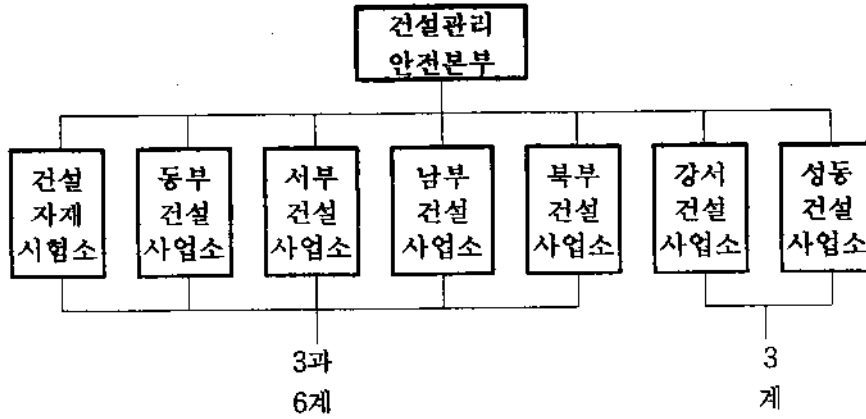 건설관리
안전본부
건설
자재
시험소
동부
건설
사업소
서부
건설
사업소
남부
건설
사업소
북부
건설
사업소
강서
건설
사업소
성동
건설
사업소
3과
6계
3
계